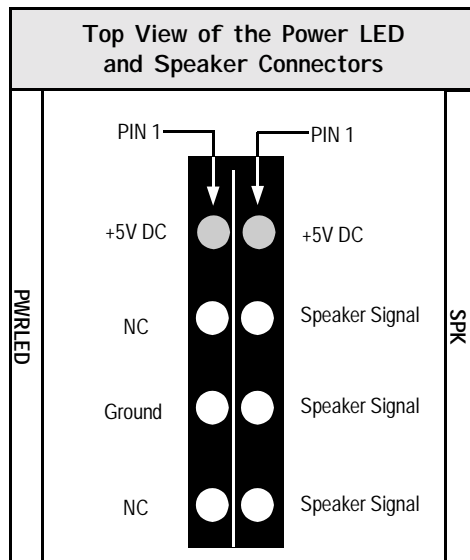 Top View of the Power LED
and Speaker Connectors
PIN 1
PIN 1
+5V DC
+5V DC
PWRLED
NC
Speaker Signal
SPK
Ground
Speaker Signal
NC
Speaker Signal